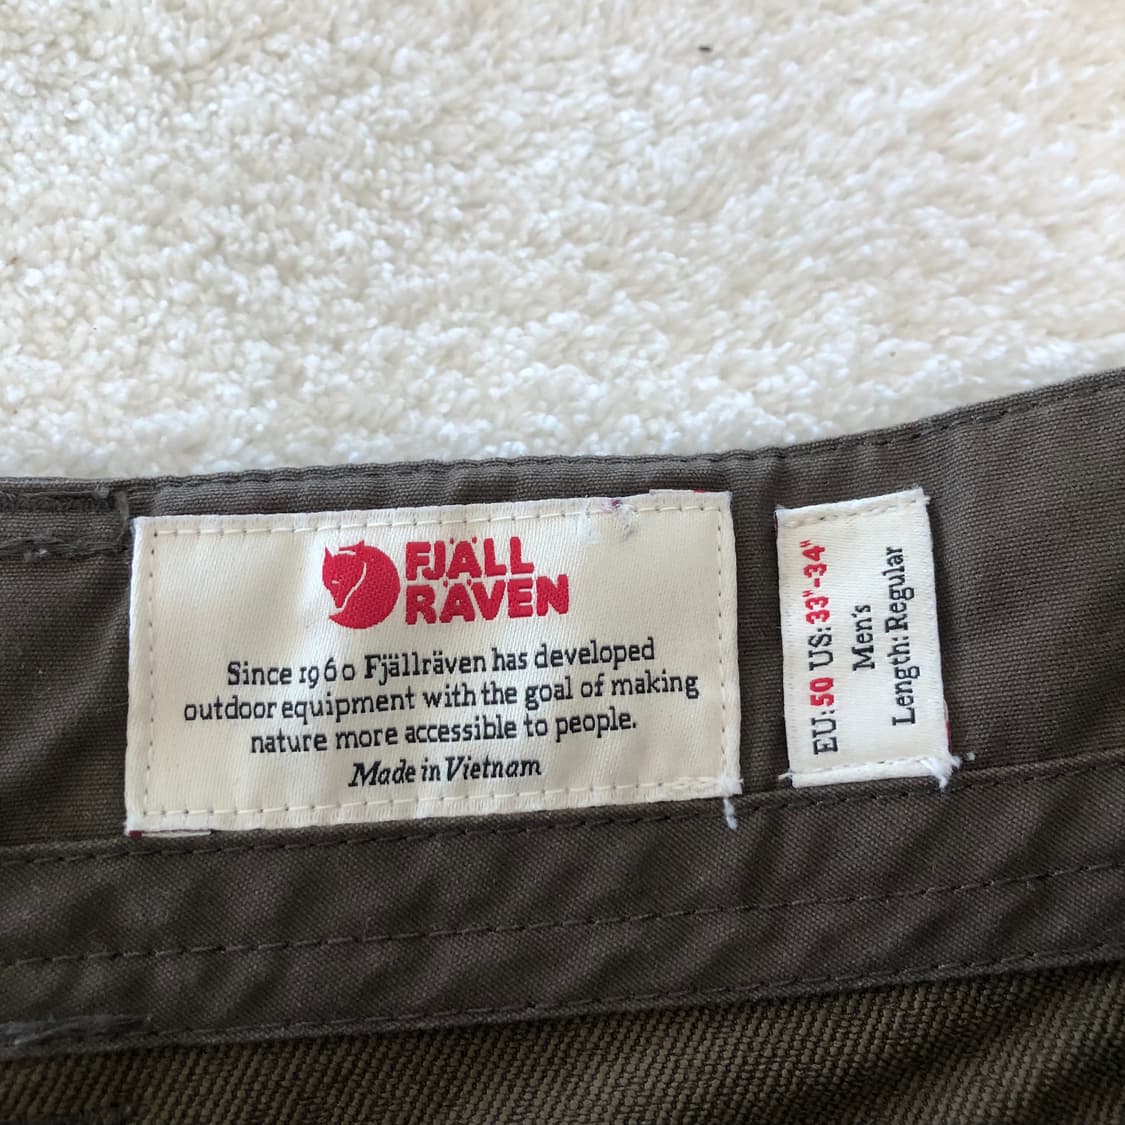 FJÄLL
RÄVEN
Since 1960 Fjällräven has developed
outdoor equipment with the goal of making
nature more accessible to people.
Made in Vietnam
EU:50 US:33"-34"
Men's
Length: Regular